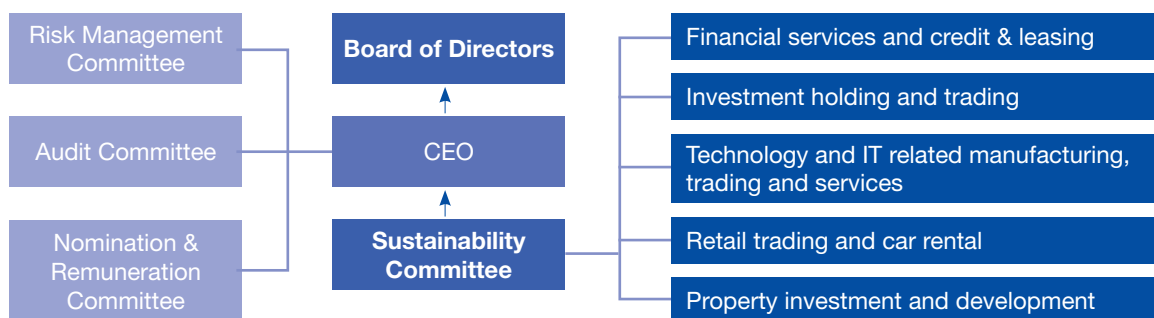 Risk Management
Committee
Audit Committee
Nomination &
Remuneration
Committee
Board of Directors
CEO
Sustainability
Committee
Financial services and credit & leasing
Investment holding and trading
Technology and IT related manufacturing,
trading and services
Retail trading and car rental
Property investment and development